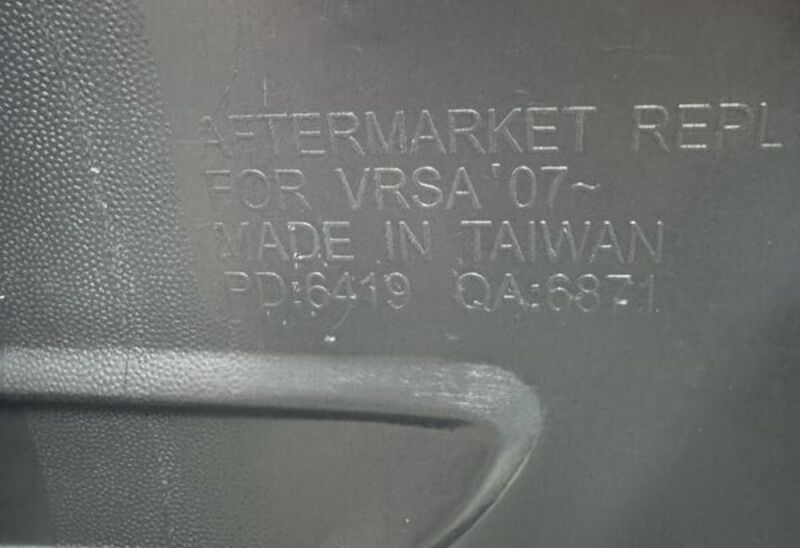 AFTERMARKET REPL
FOR VRSA '07~
MADE IN TAIWAN
PD:6419 QA:6871